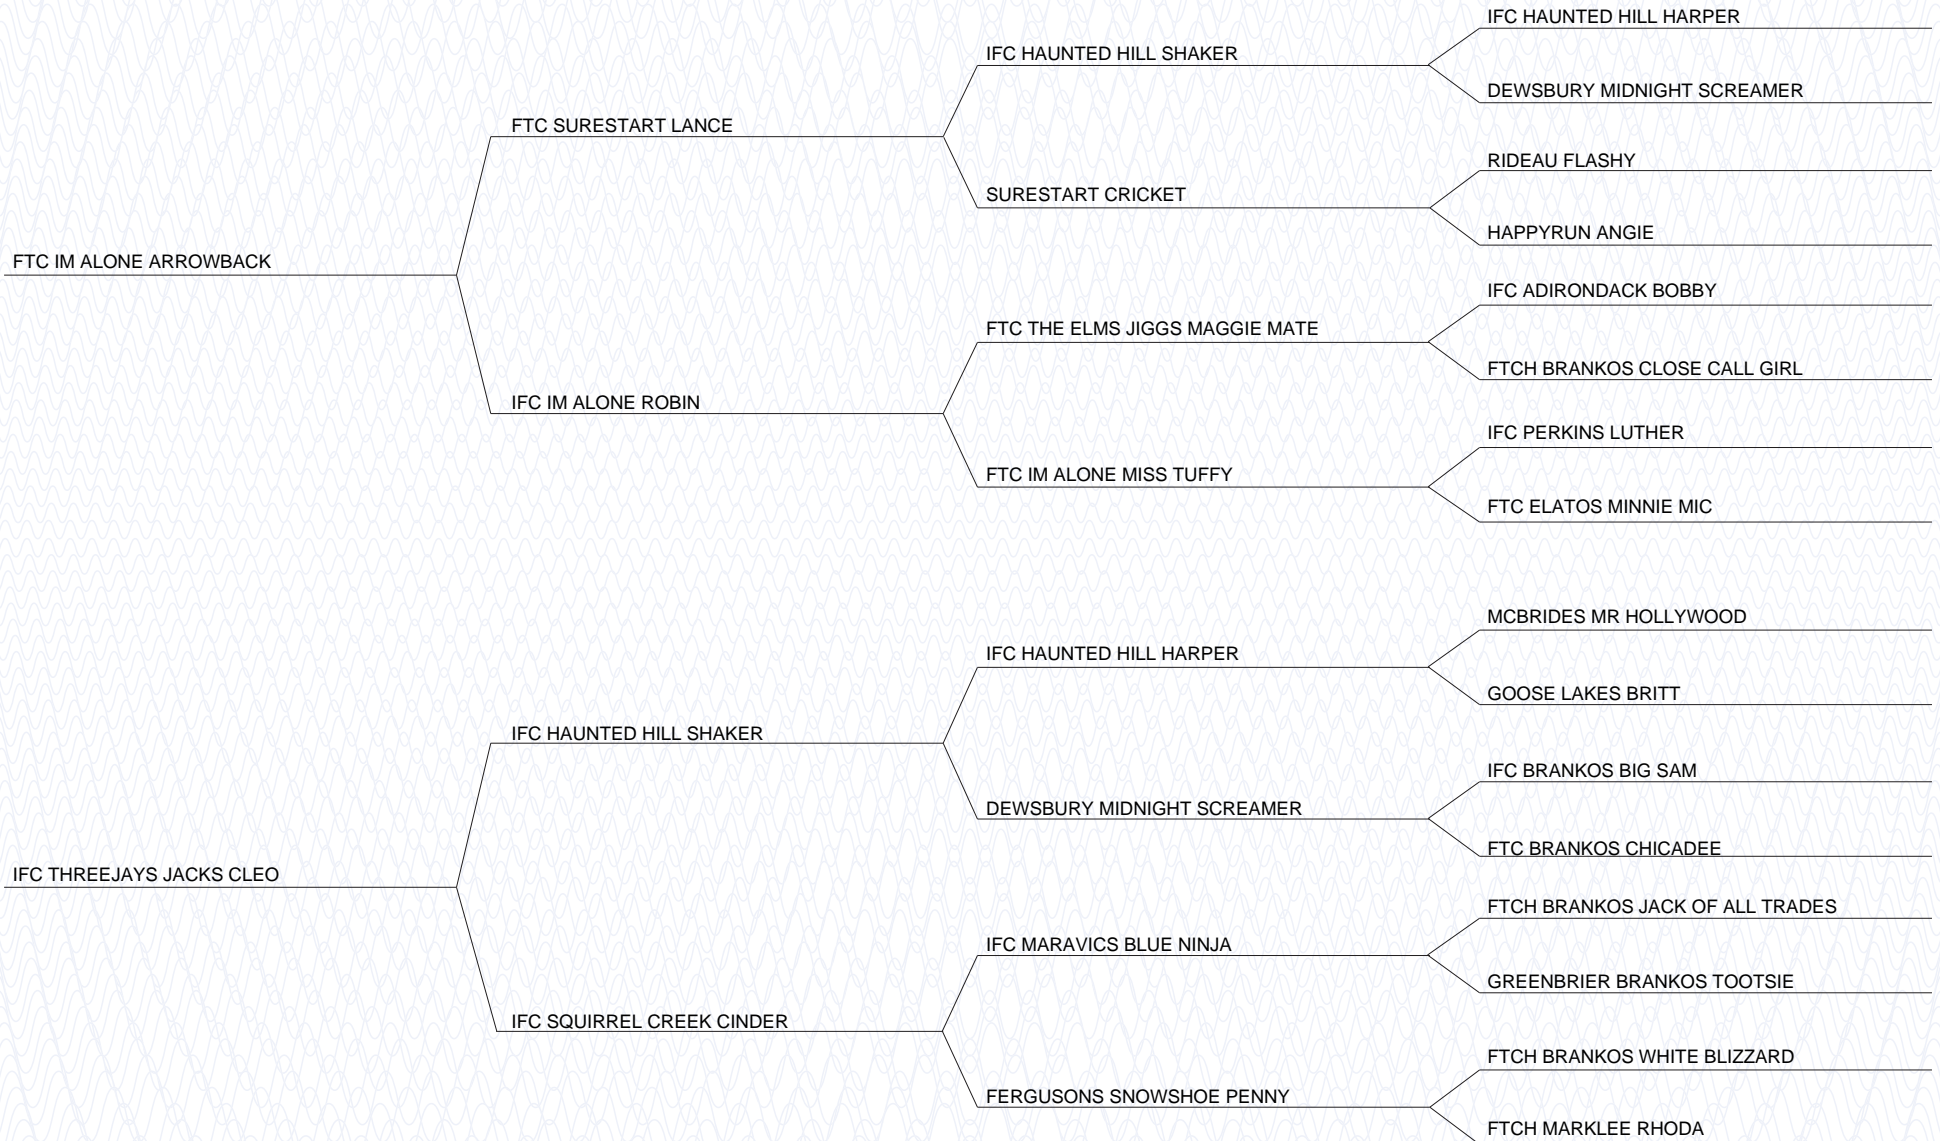 IFC HAUNTED HILL HARPER
IFC HAUNTED HILL SHAKER
DEWSBURY MIDNIGHT SCREAMER
FTC SURESTART LANCE
RIDEAU FLASHY
SURESTART CRICKET
HAPPYRUN ANGIE
FTC IM ALONE ARROWBACK
IFC ADIRONDACK BOBBY
FTC THE ELMS JIGGS MAGGIE MATE
FTCH BRANKOS CLOSE CALL GIRL
IFC IM ALONE ROBIN
IFC PERKINS LUTHER
FTC IM ALONE MISS TUFFY
FTC ELATOS MINNIE MIC
MCBRIDES MR HOLLYWOOD
IFC HAUNTED HILL HARPER
GOOSE LAKES BRITT
IFC HAUNTED HILL SHAKER
IFC BRANKOS BIG SAM
DEWSBURY MIDNIGHT SCREAMER
FTC BRANKOS CHICADEE
IFC THREEJAYS JACKS CLEO
FTCH BRANKOS JACK OF ALL TRADES
IFC MARAVICS BLUE NINJA
GREENBRIER BRANKOS TOOTSIE
IFC SQUIRREL CREEK CINDER
FTCH BRANKOS WHITE BLIZZARD
FERGUSONS SNOWSHOE PENNY
FTCH MARKLEE RHODA